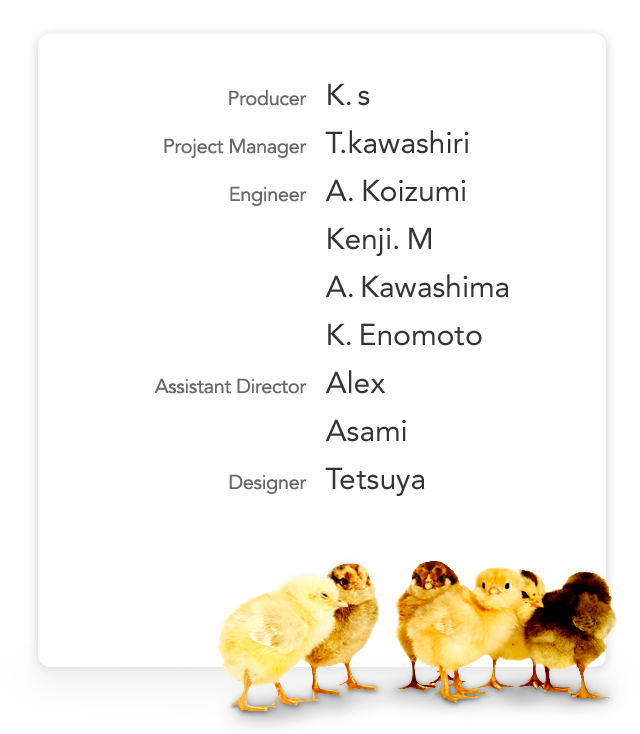 Producer K. s
Project Manager T.kawashiri
Engineer A. Koizumi
Kenji. M
A. Kawashima
K. Enomoto
Assistant Director Alex
Asami
Designer Tetsuya